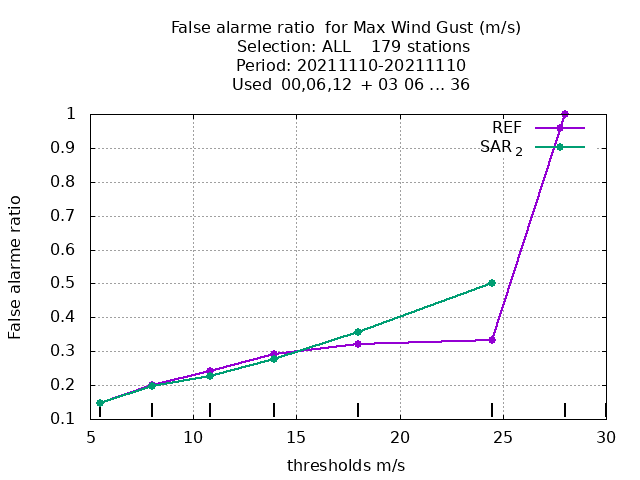 False alarme ratio  for Max Wind Gust (m/s)
Selection: ALL    179 stations
Period: 20211110-20211110
Used  00,06,12  + 03 06 ... 36
REF
SAR 2
1
0.9
0.8
0.7
0.6
0.5
0.4
0.3
0.2
0.1
False alarme ratio
5 10 15 20 25 30
thresholds m/s